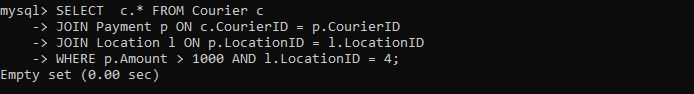 mysql> SELECT  c.* FROM Courier c
    -> JOIN Payment p ON c.CourierID = p.CourierID
    -> JOIN Location l ON p.LocationID = l.LocationID
    -> WHERE p.Amount > 1000 AND l.LocationID = 4;
Empty set (0.00 sec)